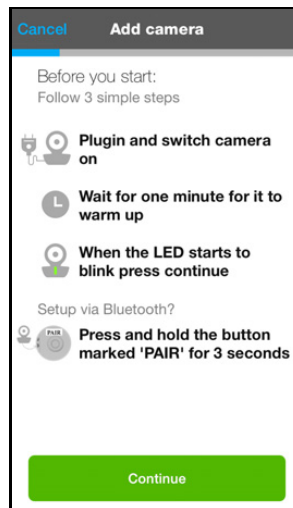 Cancel Add camera
Before you start:
Follow 3 simple steps
Plugin and switch camera
on
Wait for one minute for it to
warm up
When the LED starts to
blink press continue
Setup via Bluetooth?
PAIR
Press and hold the button
marked 'PAIR' for 3 seconds
Continue